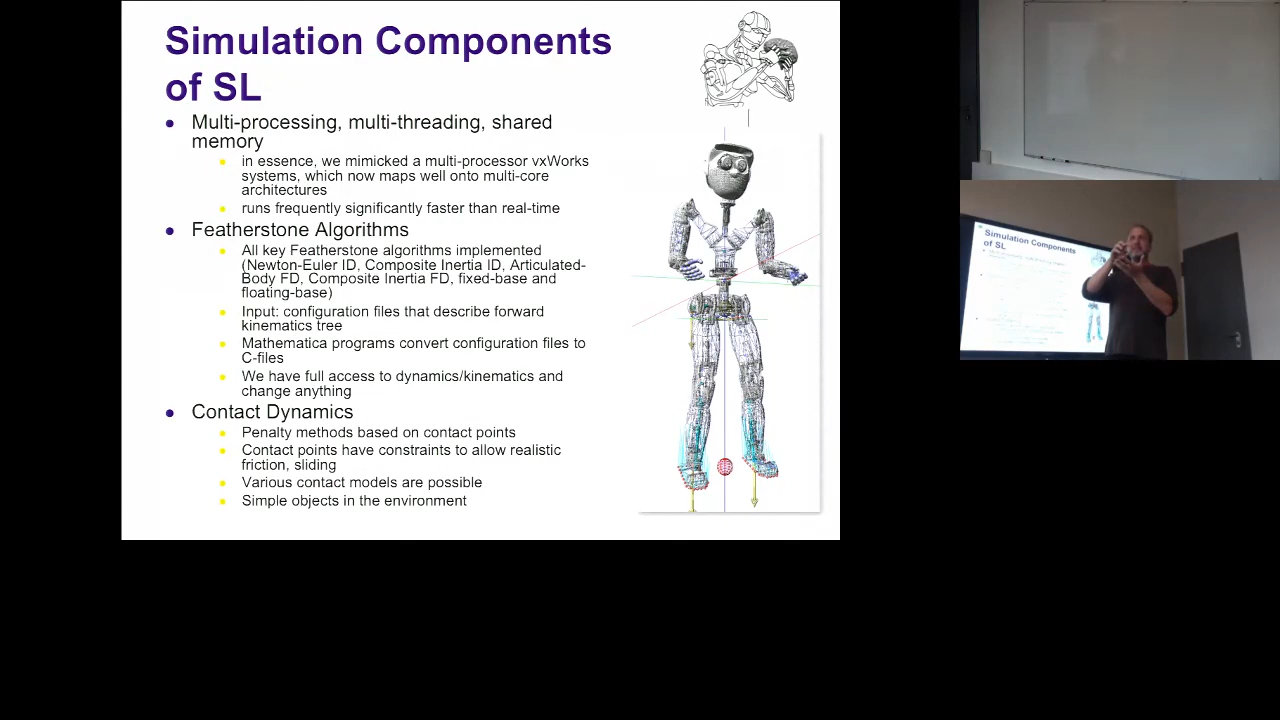 Simulation Components
of SL
Multi-processing, multi-threading, shared
memory
in essence, we mimicked a multi-processor vxWorks
systems, which now maps well onto multi-core
architectures
runs frequently significantly faster than real-time
Featherstone Algorithms
All key Featherstone algorithms implemented
(Newton-Euler ID, Composite Inertia ID, Articulated-
Body FD, Composite Inertia FD, fixed-base and
floating-base)
Input: configuration files that describe forward
kinematics tree
Mathematica programs convert configuration files to
C-files
We have full access to dynamics/kinematics and
change anything
Contact Dynamics
Penalty methods based on contact points
Contact points have constraints to allow realistic
friction, sliding
Various contact models are possible
Simple objects in the environment
Simulation Components
of SL